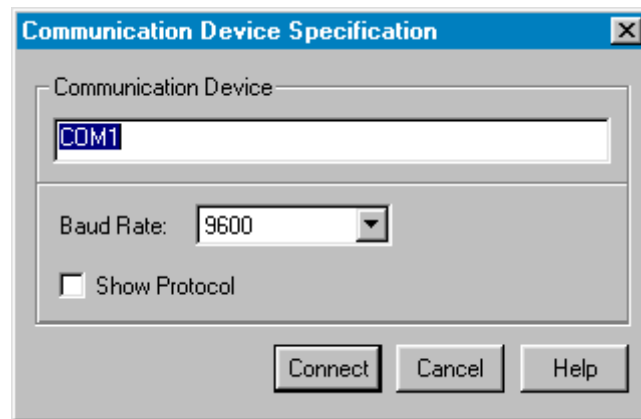 Communication Device Specification
Communication Device
COM1
Baud Rate: 9600
Show Protocol
Connect Cancel Help